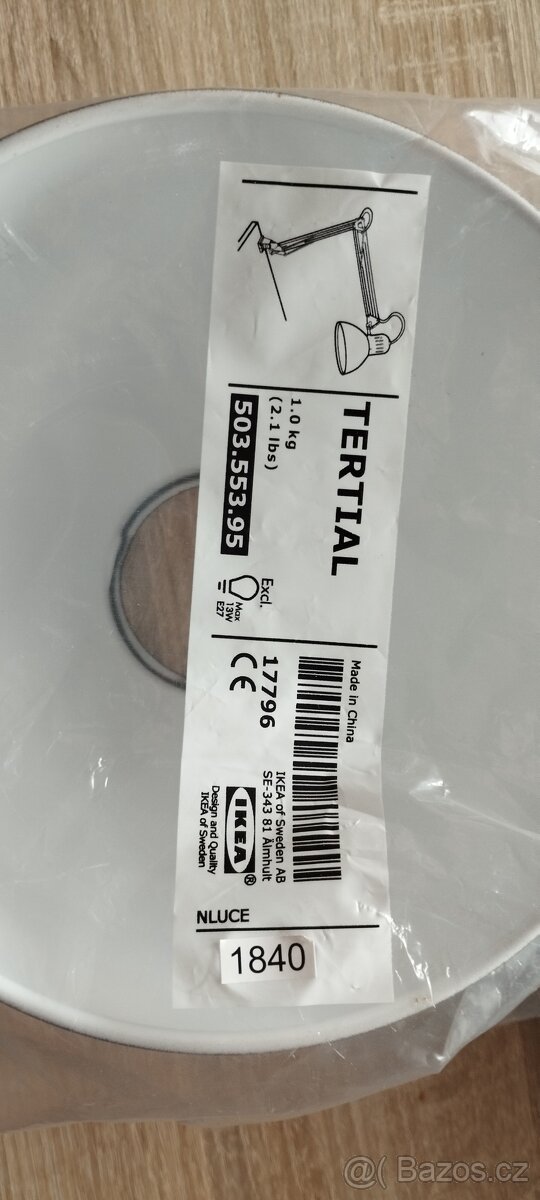 TERTIAL
1.0 kg
(2.1 lbs)
503.553.95
Excl.
Max
13W
E27
Made in China
17796
CE
IKEA of Sweden AB
SE-343 81 Älmhult
IKEA®
Design and Quality
IKEA of Sweden
NLUCE
1840
@( Bazos.cz